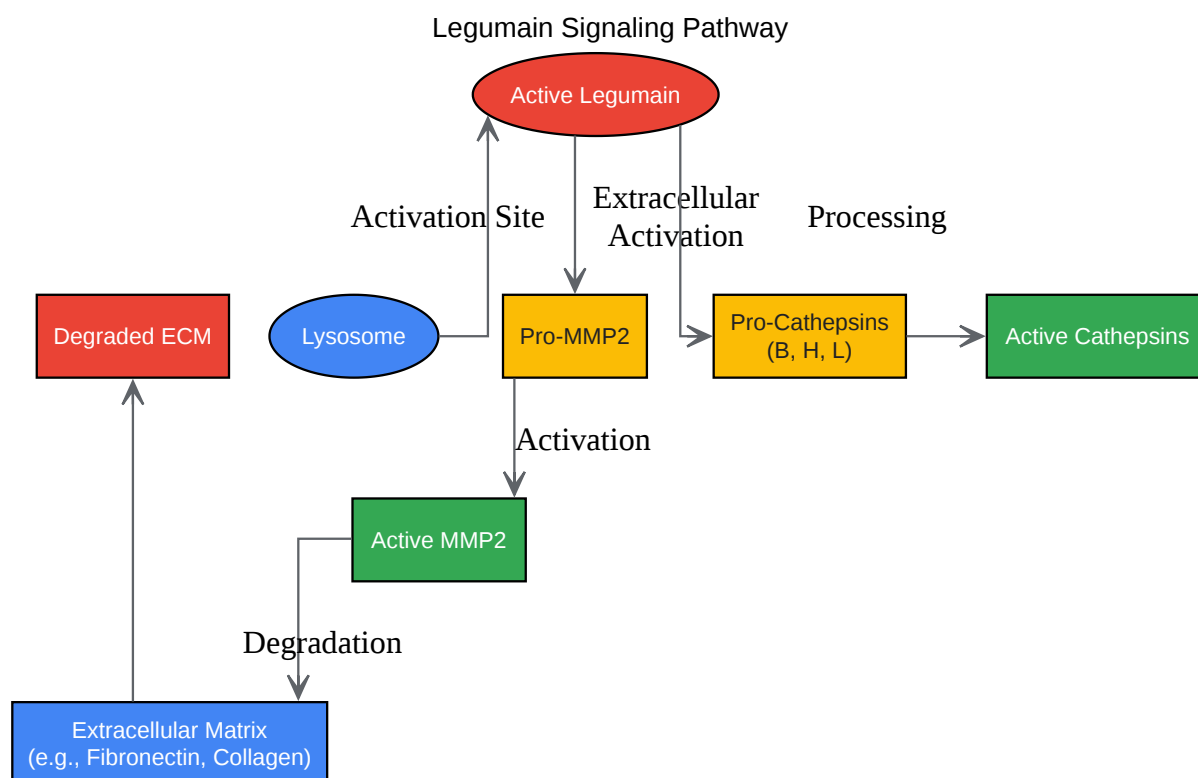 Legumain Signaling Pathway
Active Legumain
Activation Site
Extracellular
Activation
Processing
Degraded ECM
Lysosome
Pro-MMP2
Pro-Cathepsins
(B, H, L)
Active Cathepsins
Activation
Active MMP2
Degradation
Extracellular Matrix
(e.g., Fibronectin, Collagen)